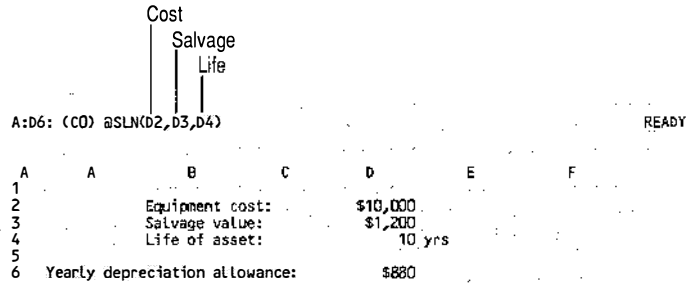 Cost
Salvage
Life
A:D6: (C0) @SLN(D2,D3,D4) READY
A A B C D E F
1
2 Equipment cost: $10,000
3 Salvage value: $1,200
4 Life of asset: 10 yrs
5
6 Yearly depreciation allowance: $880